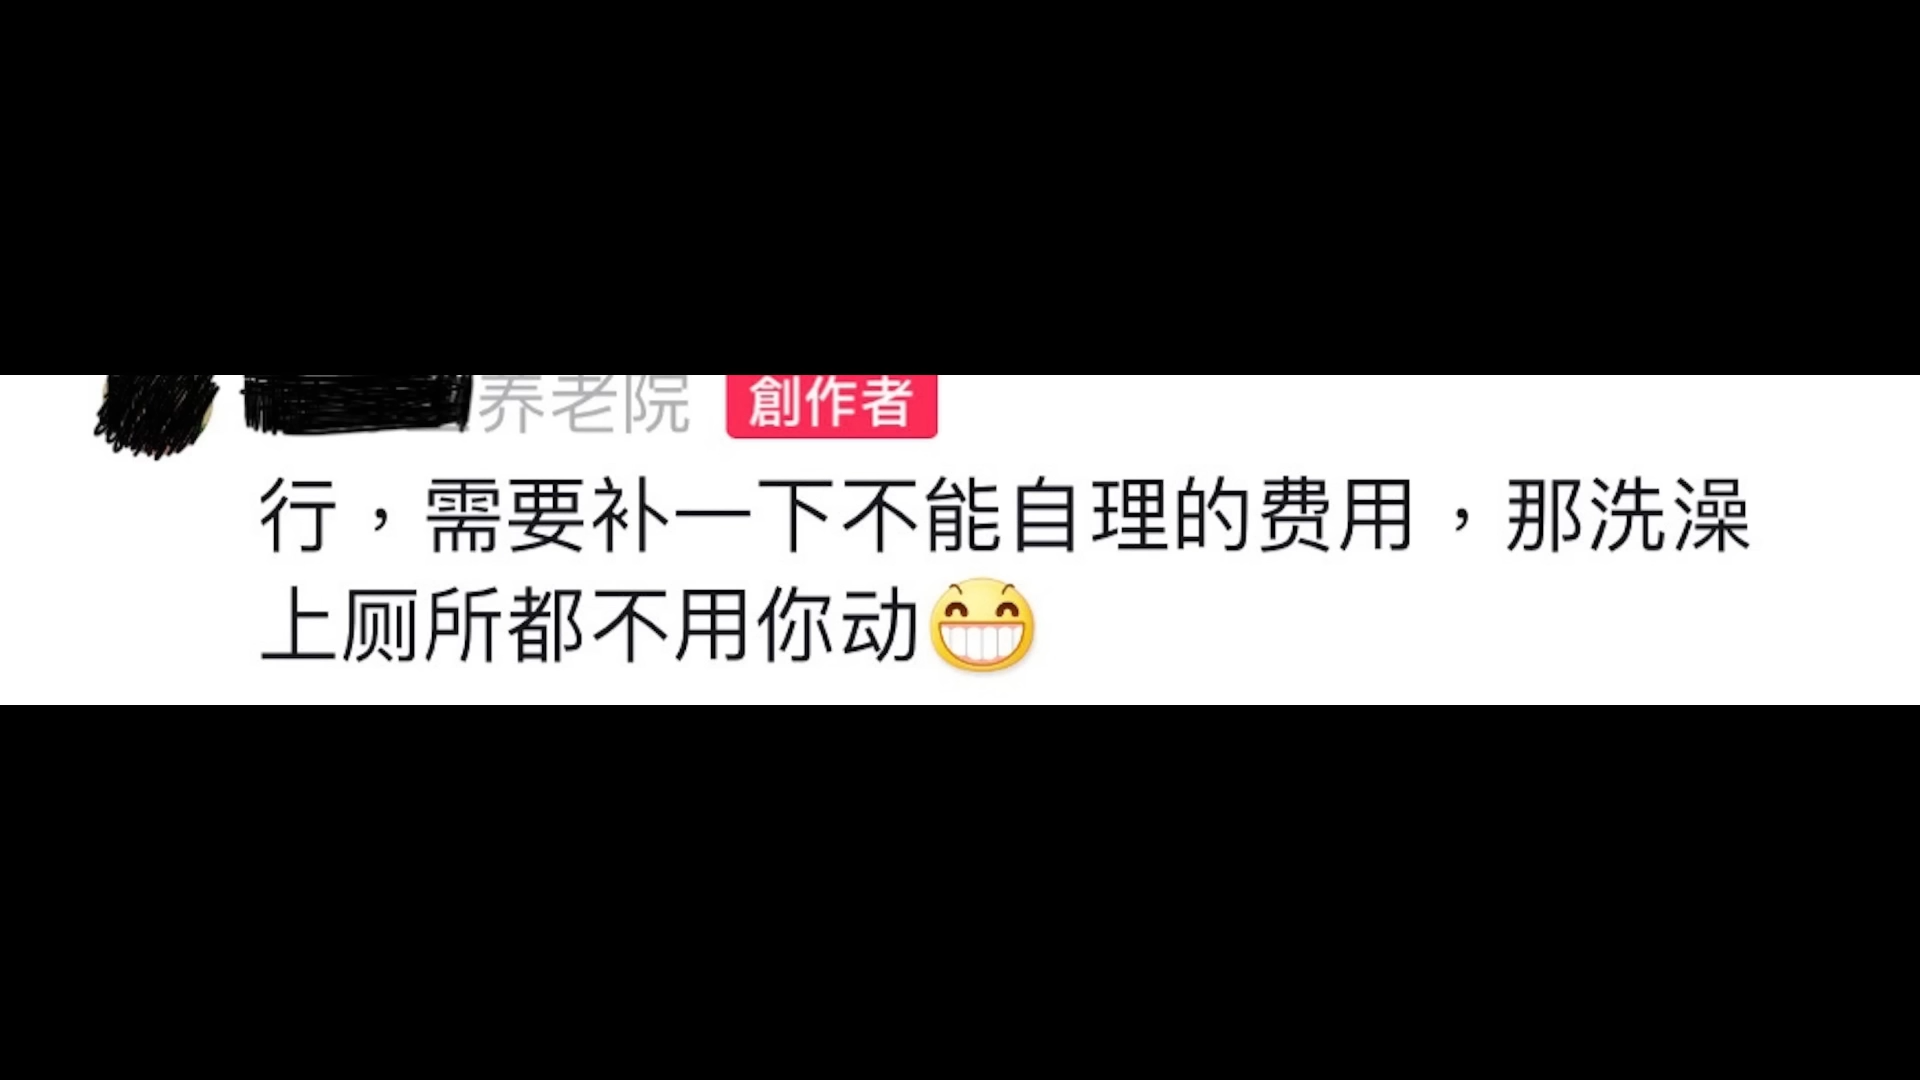 养老院 創作者
行，需要补一下不能自理的费用，那洗澡
上厕所都不用你动